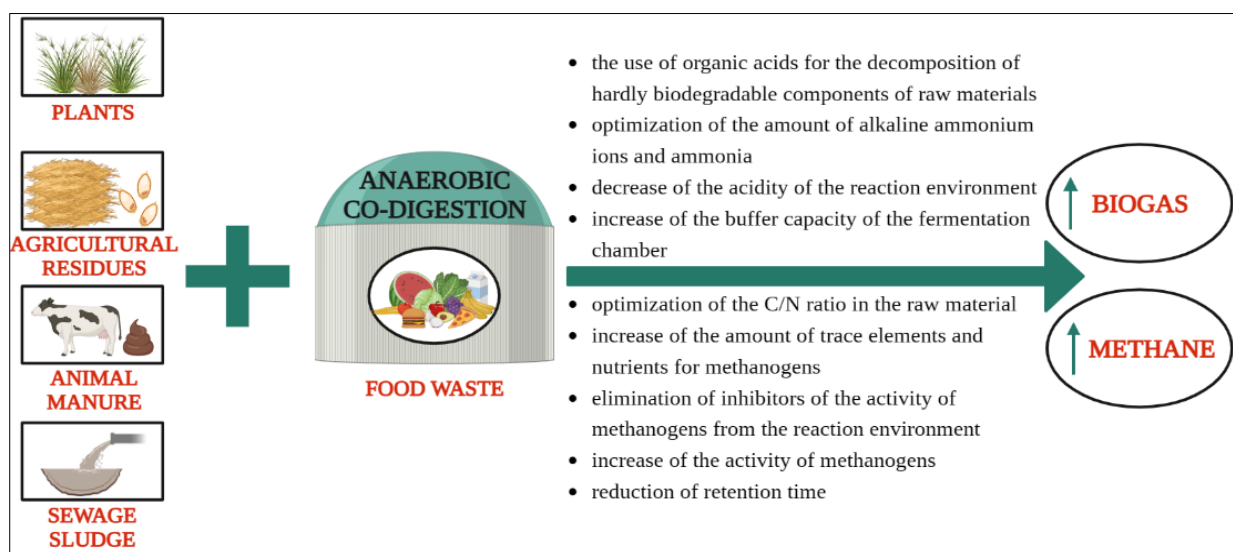 PLANTS
AGRICULTURAL
RESIDUES
ANIMAL
MANURE
SEWAGE
SLUDGE
ANAEROBIC
CO-DIGESTION
FOOD WASTE
• the use of organic acids for the decomposition of
hardly biodegradable components of raw materials
• optimization of the amount of alkaline ammonium
ions and ammonia
• decrease of the acidity of the reaction environment
• increase of the buffer capacity of the fermentation
chamber
• optimization of the C/N ratio in the raw material
• increase of the amount of trace elements and
nutrients for methanogens
• elimination of inhibitors of the activity of
methanogens from the reaction environment
• increase of the activity of methanogens
• reduction of retention time
BIOGAS
METHANE